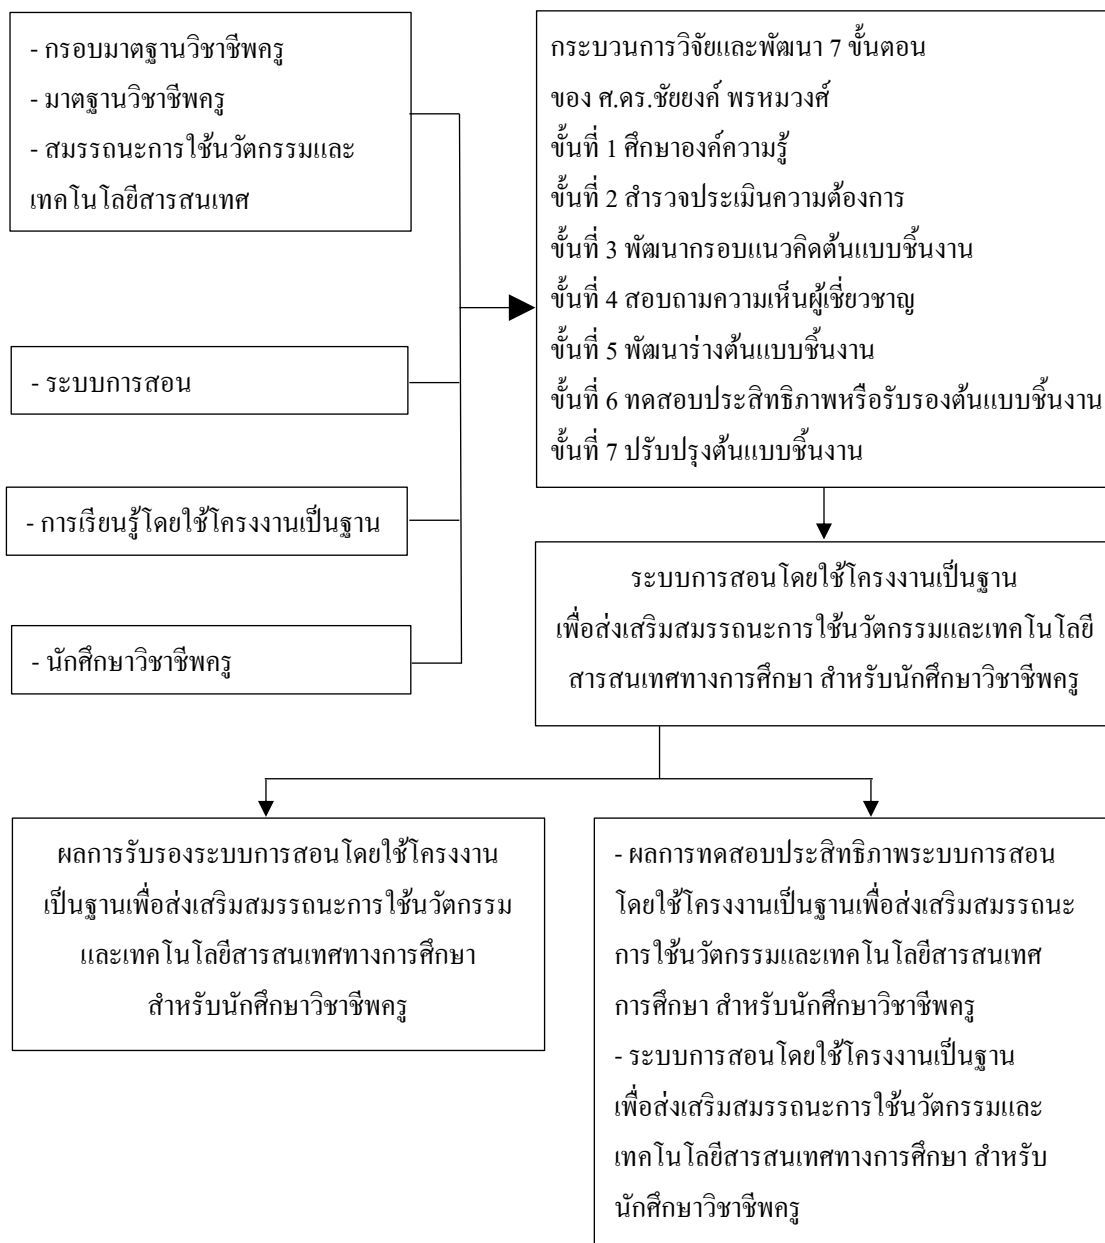 - กรอบมาตฐานวิชาชีพครู
- มาตฐานวิชาชีพครู
- สมรรถนะการใช้นวัตกรรมและ
เทคโนโลยีสารสนเทศ
- ระบบการสอน
- การเรียนรู้โดยใช้โครงงานเป็นฐาน
- นักศึกษาวิชาชีพครู
กระบวนการวิจัยและพัฒนา 7 ขั้นตอน
ของ ศ.ดร.ชัยยงค์ พรหมวงศ์
ขั้นที่ 1 ศึกษาองค์ความรู้
ขั้นที่ 2 สำรวจประเมินความต้องการ
ขั้นที่ 3 พัฒนากรอบแนวคิดต้นแบบชิ้นงาน
ขั้นที่ 4 สอบถามความเห็นผู้เชี่ยวชาญ
ขั้นที่ 5 พัฒนาร่างต้นแบบชิ้นงาน
ขั้นที่ 6 ทดสอบประสิทธิภาพหรือรับรองต้นแบบชิ้นงาน
ขั้นที่ 7 ปรับปรุงต้นแบบชิ้นงาน
ระบบการสอนโดยใช้โครงงานเป็นฐาน
เพื่อส่งเสริมสมรรถนะการใช้นวัตกรรมและเทคโนโลยี
สารสนเทศทางการศึกษา สำหรับนักศึกษาวิชาชีพครู
ผลการรับรองระบบการสอนโดยใช้โครงงาน
เป็นฐานเพื่อส่งเสริมสมรรถนะการใช้นวัตกรรม
และเทคโนโลยีสารสนเทศทางการศึกษา
สำหรับนักศึกษาวิชาชีพครู
- ผลการทดสอบประสิทธิภาพระบบการสอน
โดยใช้โครงงานเป็นฐานเพื่อส่งเสริมสมรรถนะ
การใช้นวัตกรรมและเทคโนโลยีสารสนเทศ
การศึกษา สำหรับนักศึกษาวิชาชีพครู
- ระบบการสอนโดยใช้โครงงานเป็นฐาน
เพื่อส่งเสริมสมรรถนะการใช้นวัตกรรมและ
เทคโนโลยีสารสนเทศทางการศึกษา สำหรับ
นักศึกษาวิชาชีพครู